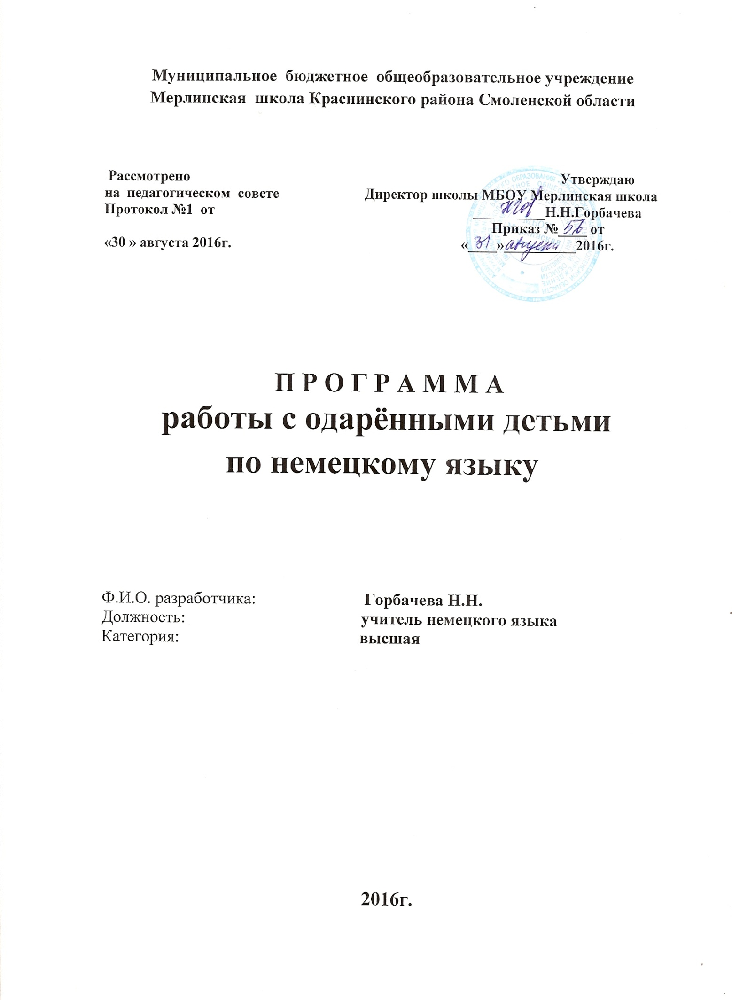 Муниципальное бюджетное общеобразовательное учреждение
Мерлинская школа Краснинского района Смоленской области
Рассмотрено
на педагогическом совете
Протокол №1 от
«30 » августа 2016г.
Утверждаю
Директор школы МБОУ Мерлинская школа
__________Н.Н.Горбачева
Приказ № 56 от
«31»августа 2016г.
П Р О Г Р А М М А
работы с одарёнными детьми
по немецкому языку
Ф.И.О. разработчика: Горбачева Н.Н.
Должность: учитель немецкого языка
Категория: высшая
2016г.